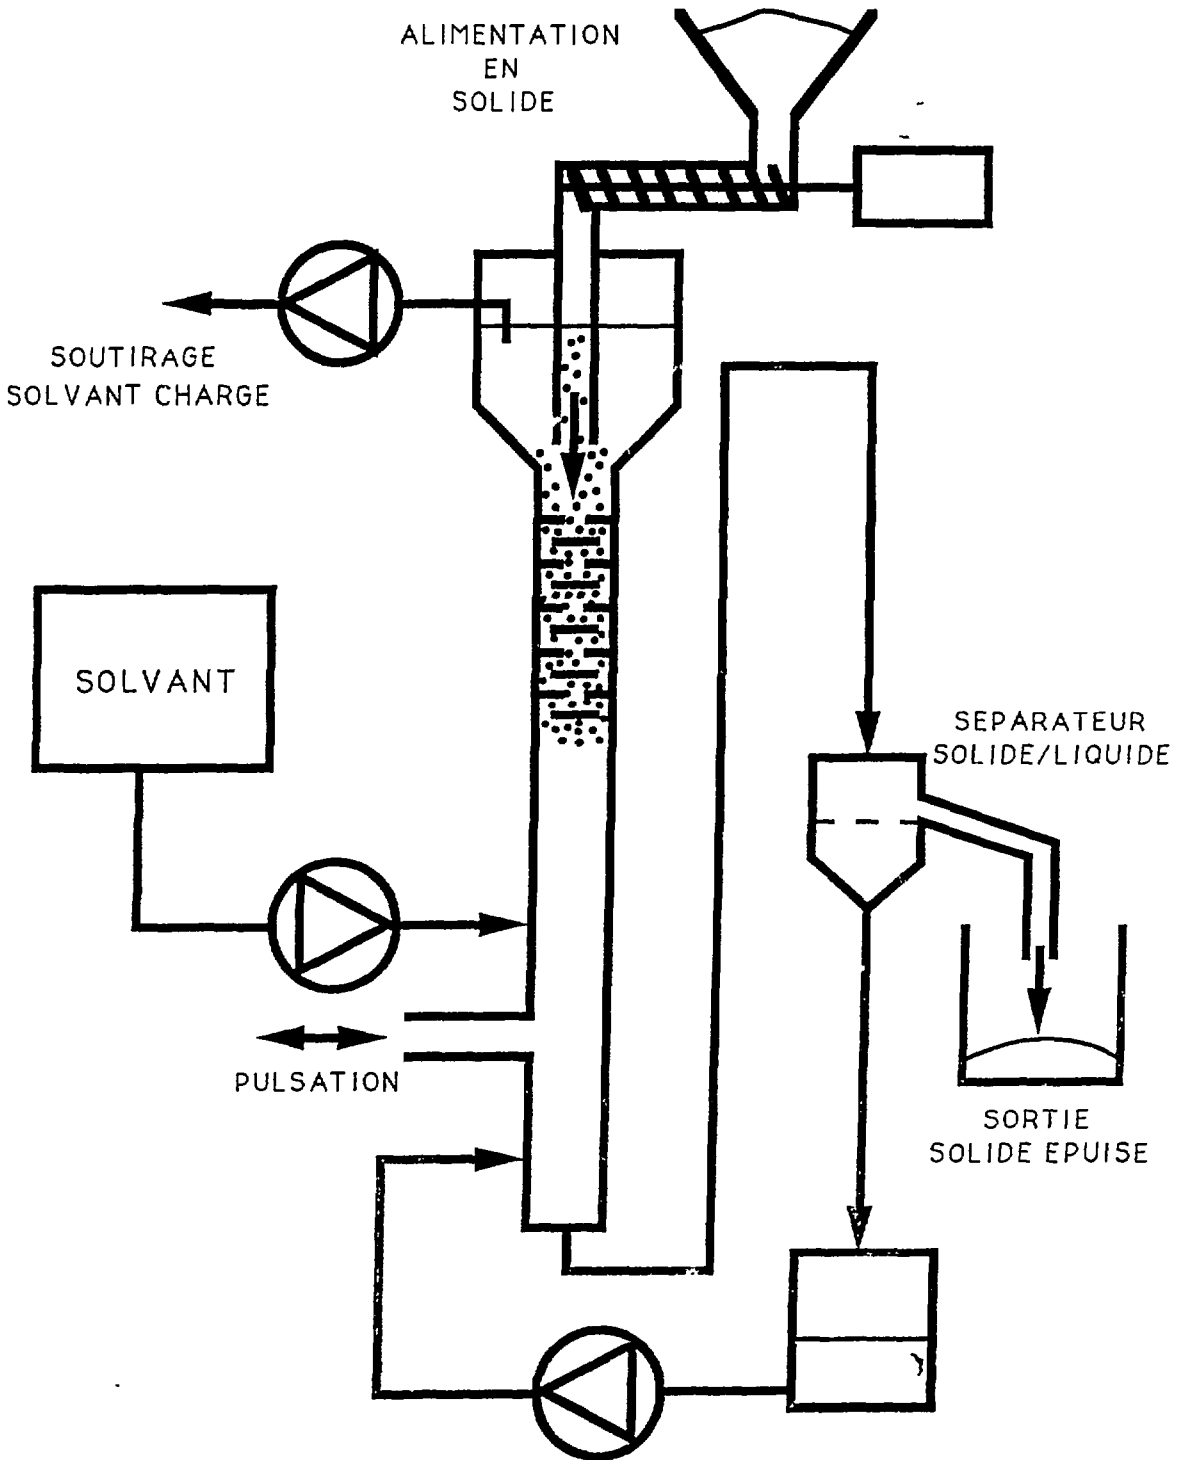 ALIMENTATION
EN
SOLIDE
SOUTIRAGE
SOLVANT CHARGE
SOLVANT
SEPARATEUR
SOLIDE/LIQUIDE
PULSATION
SORTIE
SOLIDE EPUISE